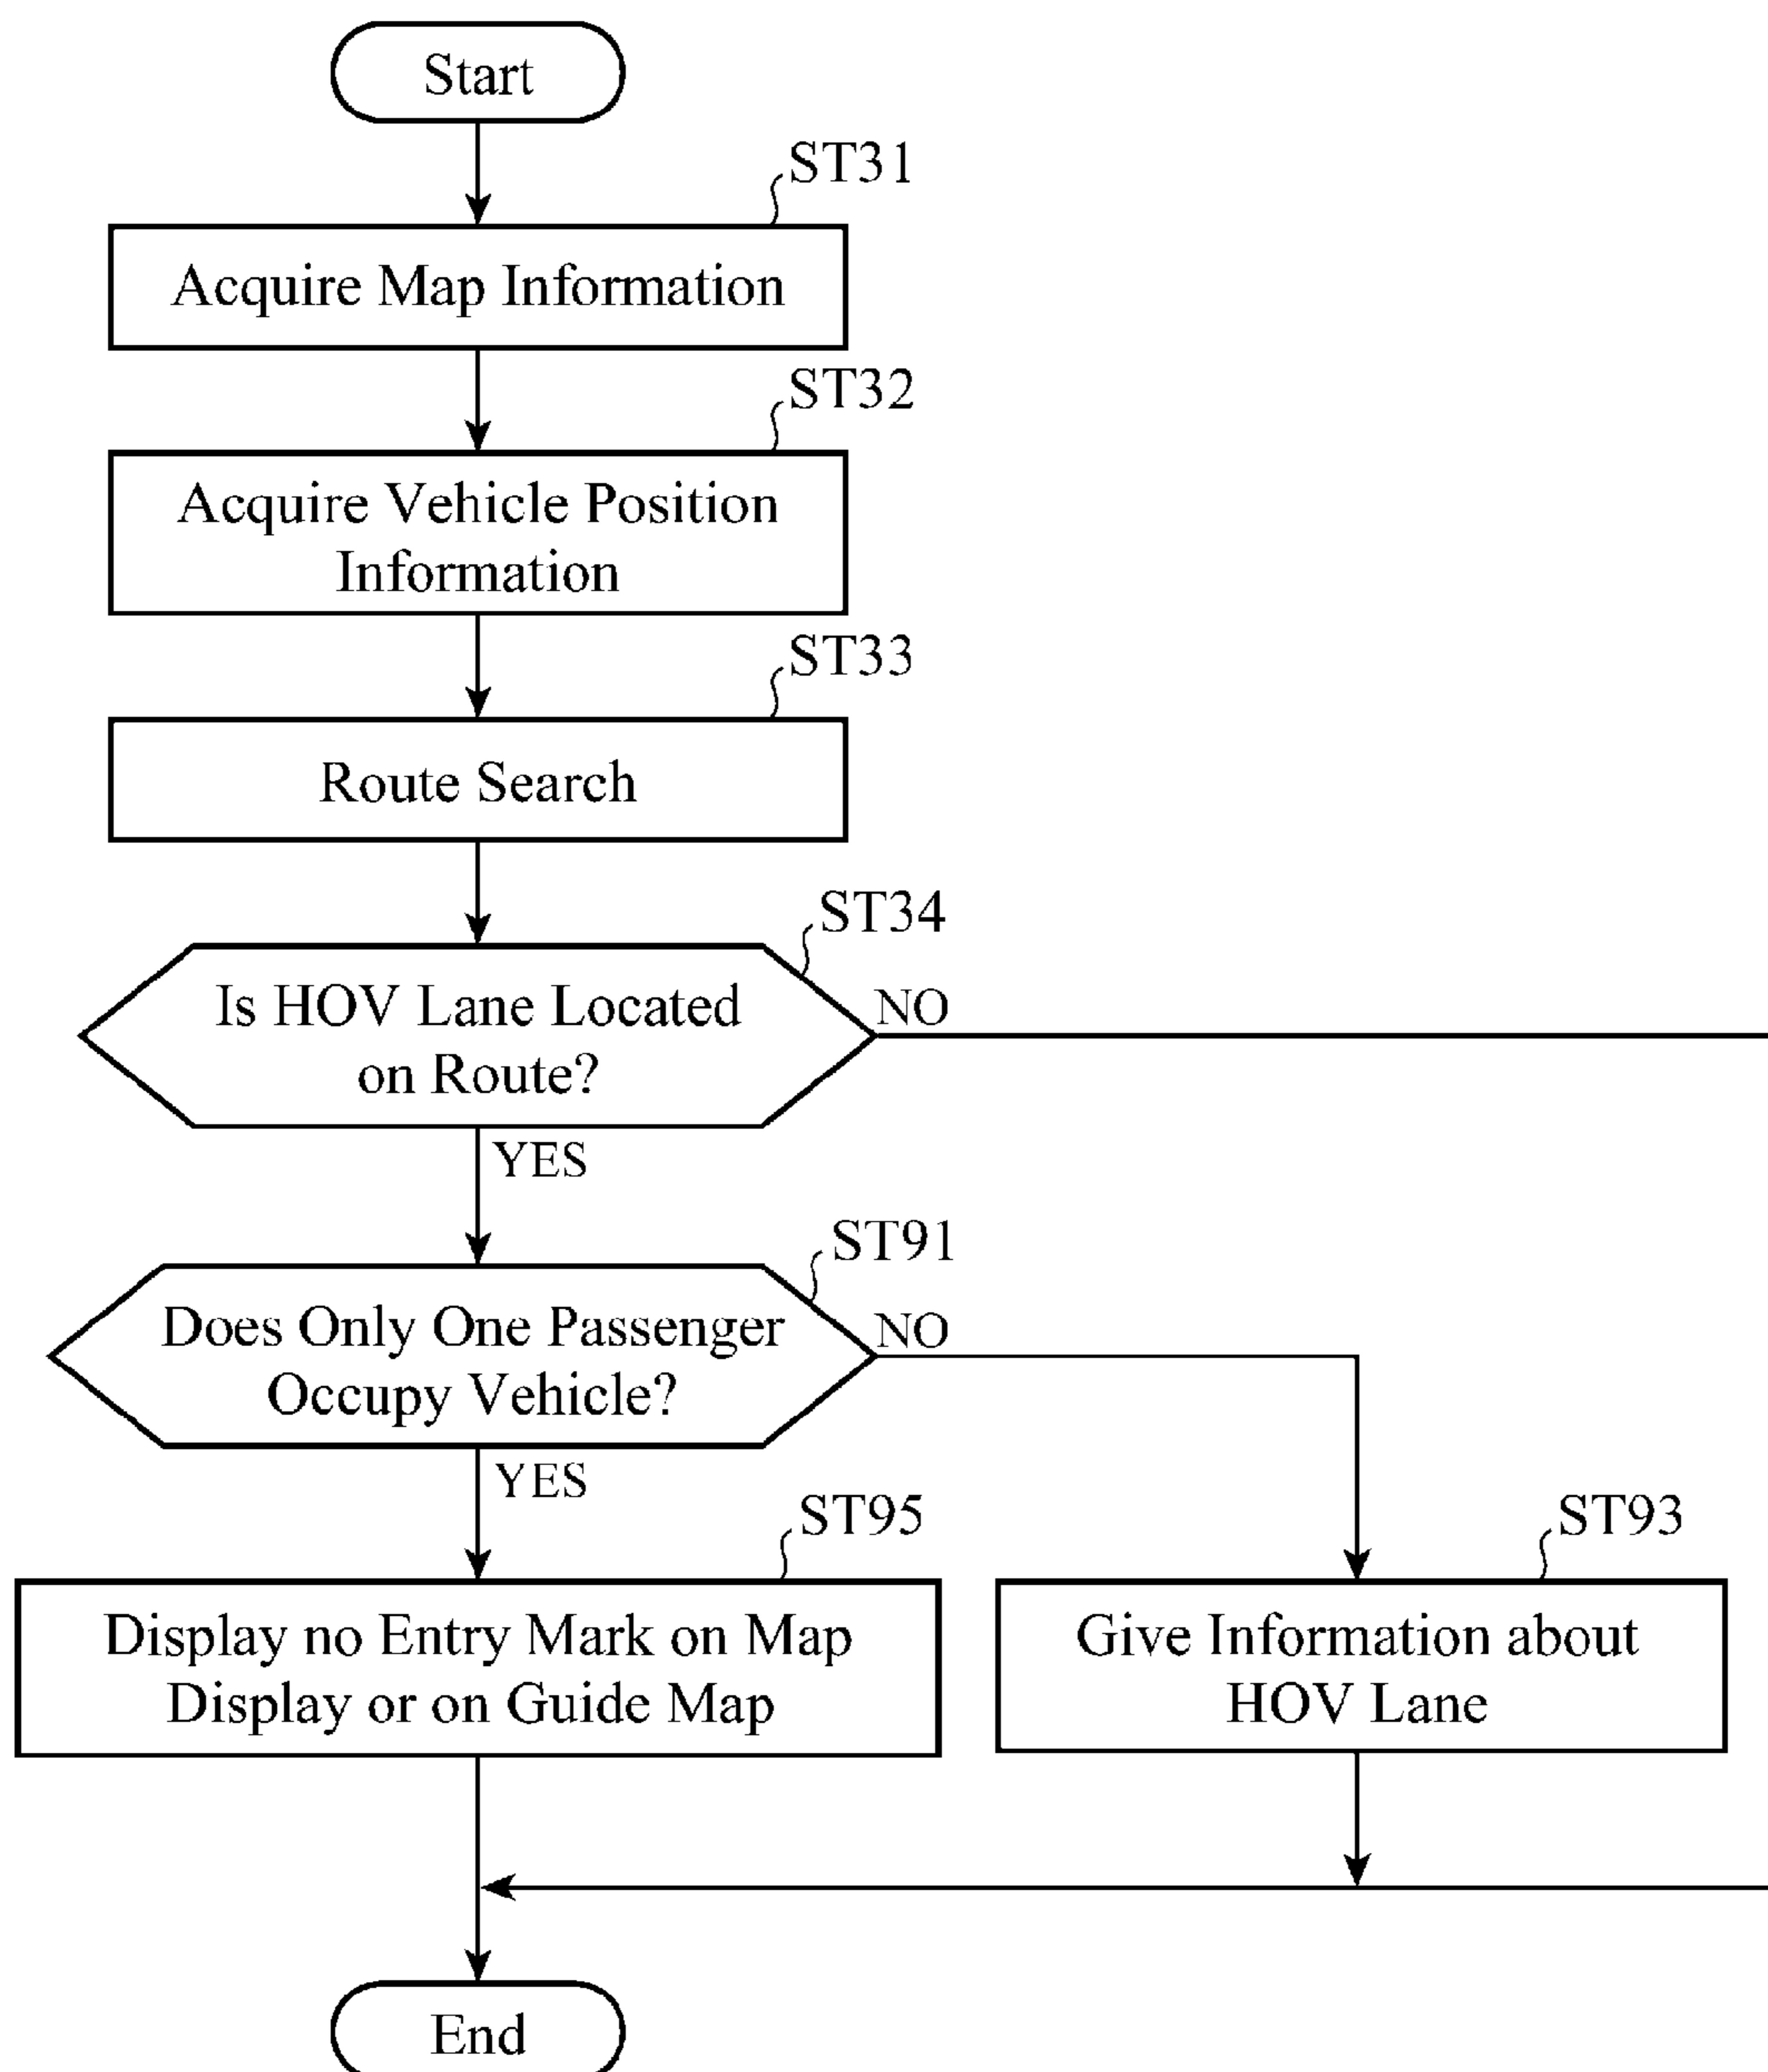 Start
ST31
Acquire Map Information
ST32
Acquire Vehicle Position
Information
ST33
Route Search
ST34
Is HOV Lane Located
on Route?
NO
YES
ST91
Does Only One Passenger
Occupy Vehicle?
NO
YES
ST95
Display no Entry Mark on Map
Display or on Guide Map
ST93
Give Information about
HOV Lane
End